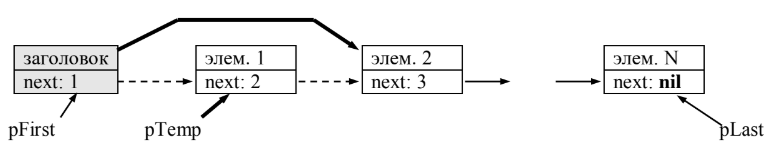 заголовок
next: 1
элем. 1
next: 2
элем. 2
next: 3
элем. N
next: nil
pFirst
pTemp
pLast